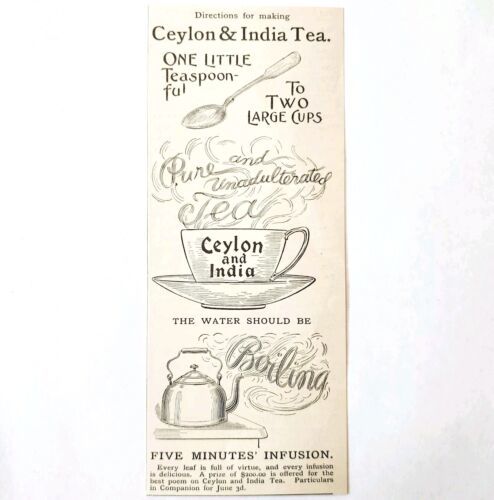 Directions for making
Ceylon & India Tea.
ONE LITTLE
Teaspoon-
ful
To
TWO
LARGE CUPS
Pure and
unadulterated
Tea
Ceylon
and
India
THE WATER SHOULD BE
Boiling
FIVE MINUTES' INFUSION.
Every leaf is full of virtue, and every infusion
is delicious. A prize of $200.00 is offered for the
best poem on Ceylon and India Tea. Particulars
in Companion for June 3d.